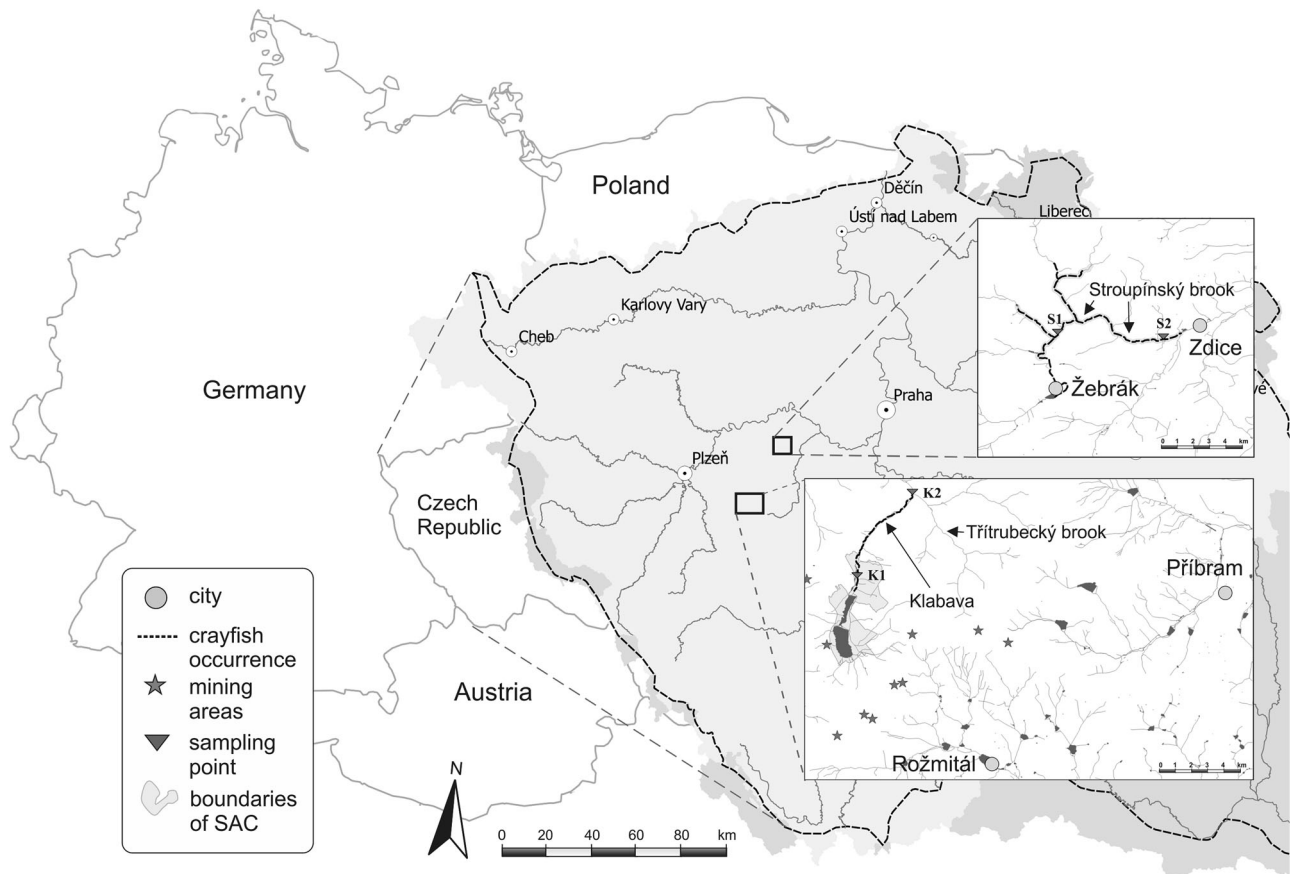 Poland
Děčín
Ústí nad Labem
Liberec
Karlovy Vary
Cheb
Germany
Praha
Plzeň
Czech
Republic
Austria
Stroupínský brook
S1
S2
Zdice
Žebrák
0 1 2 3 4 km
vé
K2
Třítrubecký brook
Příbram
K1
Klabava
Rožmitál
0 1 2 3 4 km
city
crayfish
occurrence
mining
areas
sampling
point
boundaries
of SAC
N
0 20 40 60 80 km